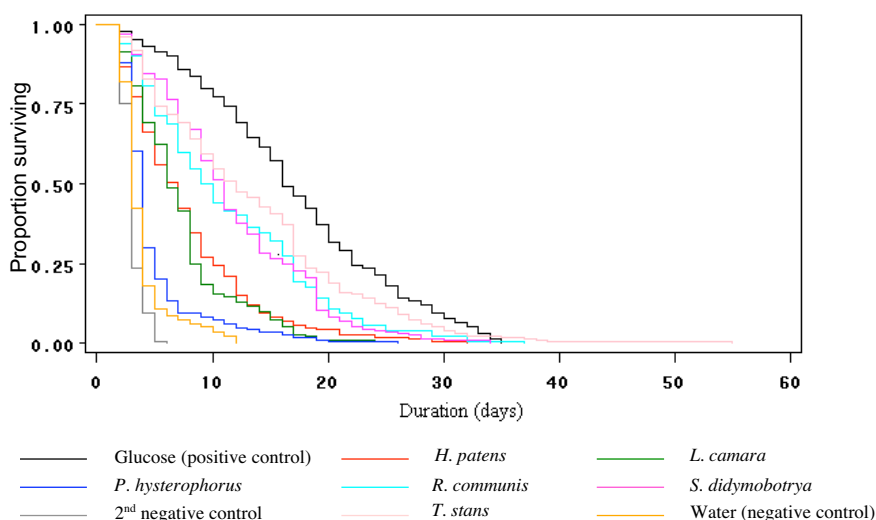 1.00
0.75
0.50
0.25
0.00
Proportion surviving
0 10 20 30 40 50 60
Duration (days)
Glucose (positive control) H. patens L. camara
P. hysterophorus R. communis S. didymobotrya
2nd negative control T. stans Water (negative control)